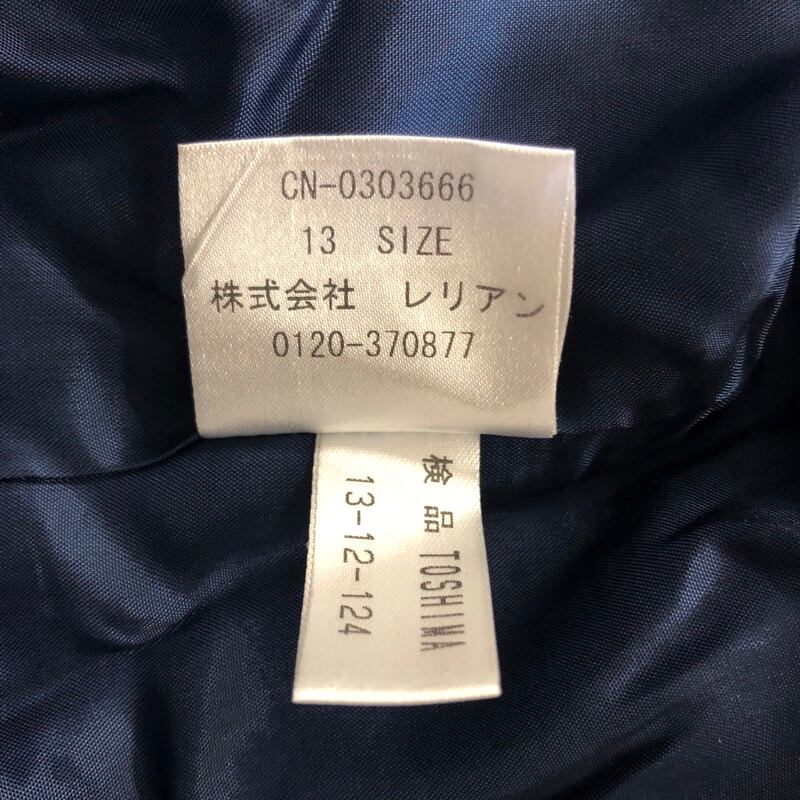 CN-0303666
13 SIZE
株式会社 レリアン
0120-370877
検品 TOSHIMA
13-12-124